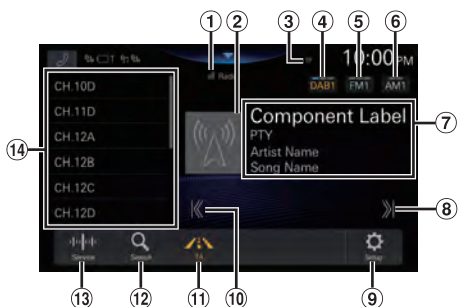 1 2 3 4 5 6
10:00 PM
Radio
DAB1 FM1 AM1
CH.10D
CH.11D
CH.12A
CH.12B
CH.12C
CH.12D
Component Label
PTY
Artist Name
Song Name
14
7
8
Service
Search
TA
Setup
13 12 11 10 9